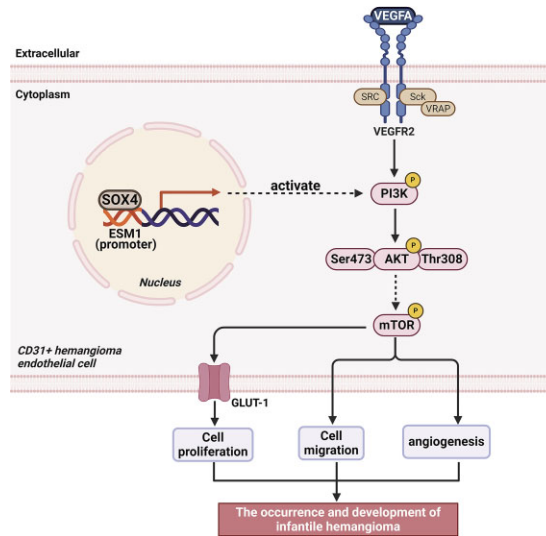 VEGFA
Extracellular
Cytoplasm
SRC
Sck
VRAP
VEGFR2
activate
P
PI3K
SOX4
ESM1
(promoter)
Nucleus
P
Ser473
AKT
Thr308
P
mTOR
CD31+ hemangioma
endothelial cell
GLUT-1
Cell
proliferation
Cell
migration
angiogenesis
The occurrence and development of
infantile hemangioma